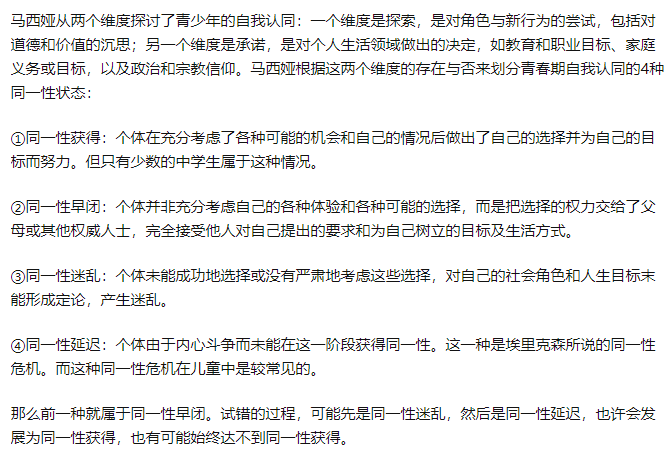 马西娅从两个维度探讨了青少年的自我认同：一个维度是探索，是对角色与新行为的尝试，包括对
道德和价值的沉思；另一个维度是承诺，是对个人生活领域做出的决定，如教育和职业目标、家庭
义务或目标，以及政治和宗教信仰。马西娅根据这两个维度的存在与否来划分青春期自我认同的4种
同一性状态：
①同一性获得：个体在充分考虑了各种可能的机会和自己的情况后做出了自己的选择并为自己的目
标而努力。但只有少数的中学生属于这种情况。
②同一性早闭：个体并非充分考虑自己的各种体验和各种可能的选择，而是把选择的权力交给了父
母或其他权威人士，完全接受他人对自己提出的要求和为自己树立的目标及生活方式。
③同一性迷乱：个体未能成功地选择或没有严肃地考虑这些选择，对自己的社会角色和人生目标未
能形成定论，产生迷乱。
④同一性延迟：个体由于内心斗争而未能在这一阶段获得同一性。这一种是埃里克森所说的同一性
危机。而这种同一性危机在儿童中是较常见的。
那么前一种就属于同一性早闭。试错的过程，可能先是同一性迷乱，然后是同一性延迟，也许会发
展为同一性获得，也有可能始终达不到同一性获得。